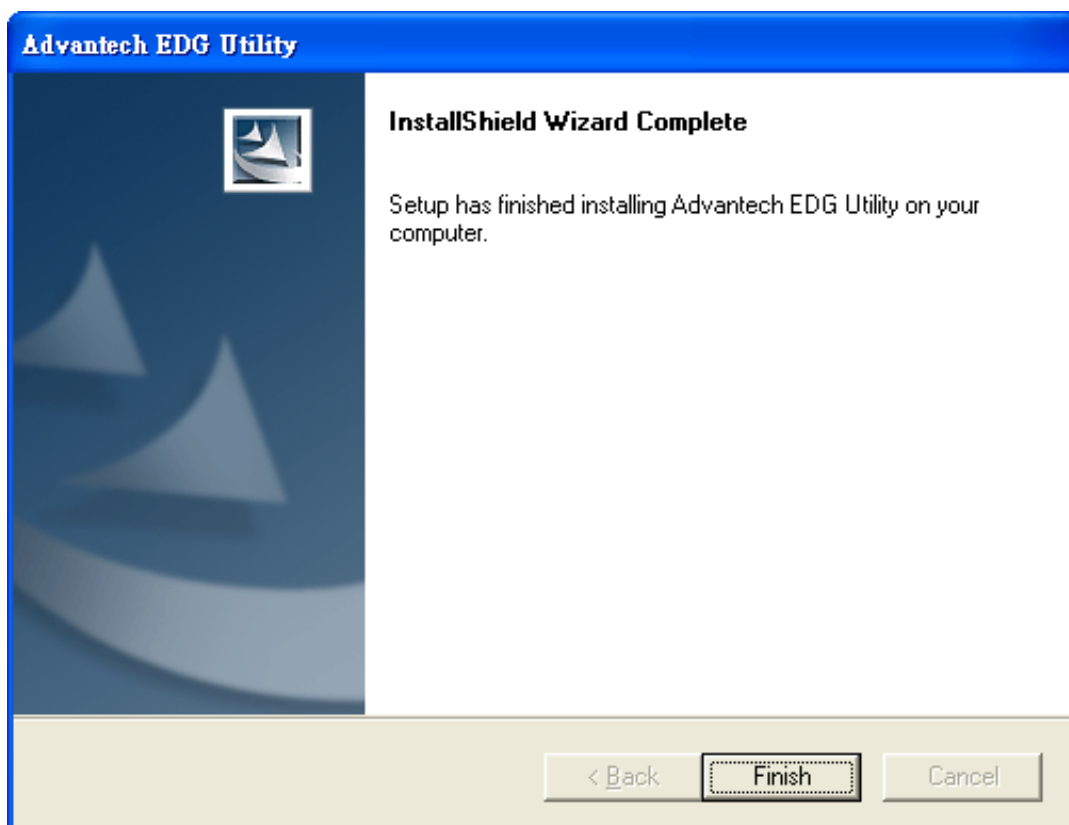 Advantech EDG Utility
InstallShield Wizard Complete
Setup has finished installing Advantech EDG Utility on your
computer.
< Back
Finish
Cancel